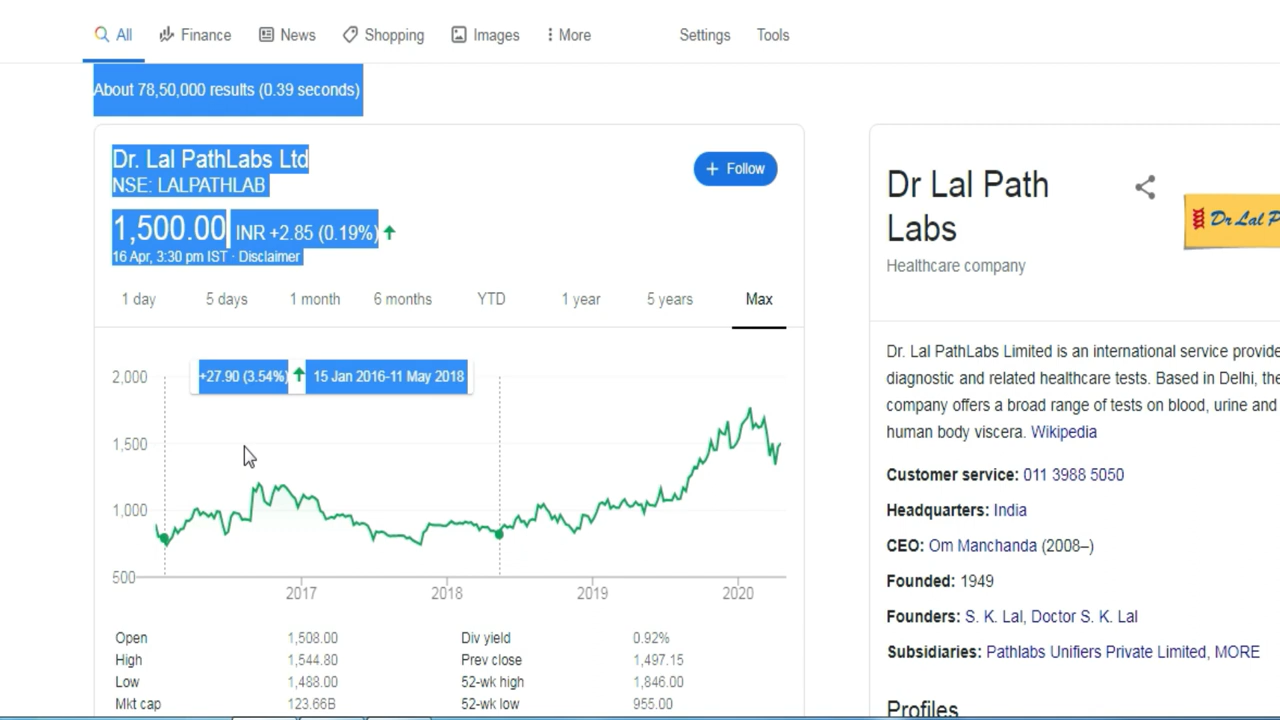 All Finance News Shopping Images More Settings Tools
About 78,50,000 results (0.39 seconds)
Dr. Lal PathLabs Ltd
NSE: LALPATHLAB
Follow
1,500.00 INR +2.85 (0.19%)
16 Apr, 3:30 pm IST · Disclaimer
1 day 5 days 1 month 6 months YTD 1 year 5 years Max
+27.90 (3.54%) 15 Jan 2016-11 May 2018
2,000
1,500
1,000
500
2017 2018 2019 2020
Open 1,508.00 Div yield 0.92%
High 1,544.80 Prev close 1,497.15
Low 1,488.00 52-wk high 1,846.00
Mkt cap 123.66B 52-wk low 955.00
Dr Lal Path
Labs
Healthcare company
Dr Lal P
Dr. Lal PathLabs Limited is an international service provide
diagnostic and related healthcare tests. Based in Delhi, the
company offers a broad range of tests on blood, urine and
human body viscera. Wikipedia
Customer service: 011 3988 5050
Headquarters: India
CEO: Om Manchanda (2008–)
Founded: 1949
Founders: S. K. Lal, Doctor S. K. Lal
Subsidiaries: Pathlabs Unifiers Private Limited, MORE
Profiles